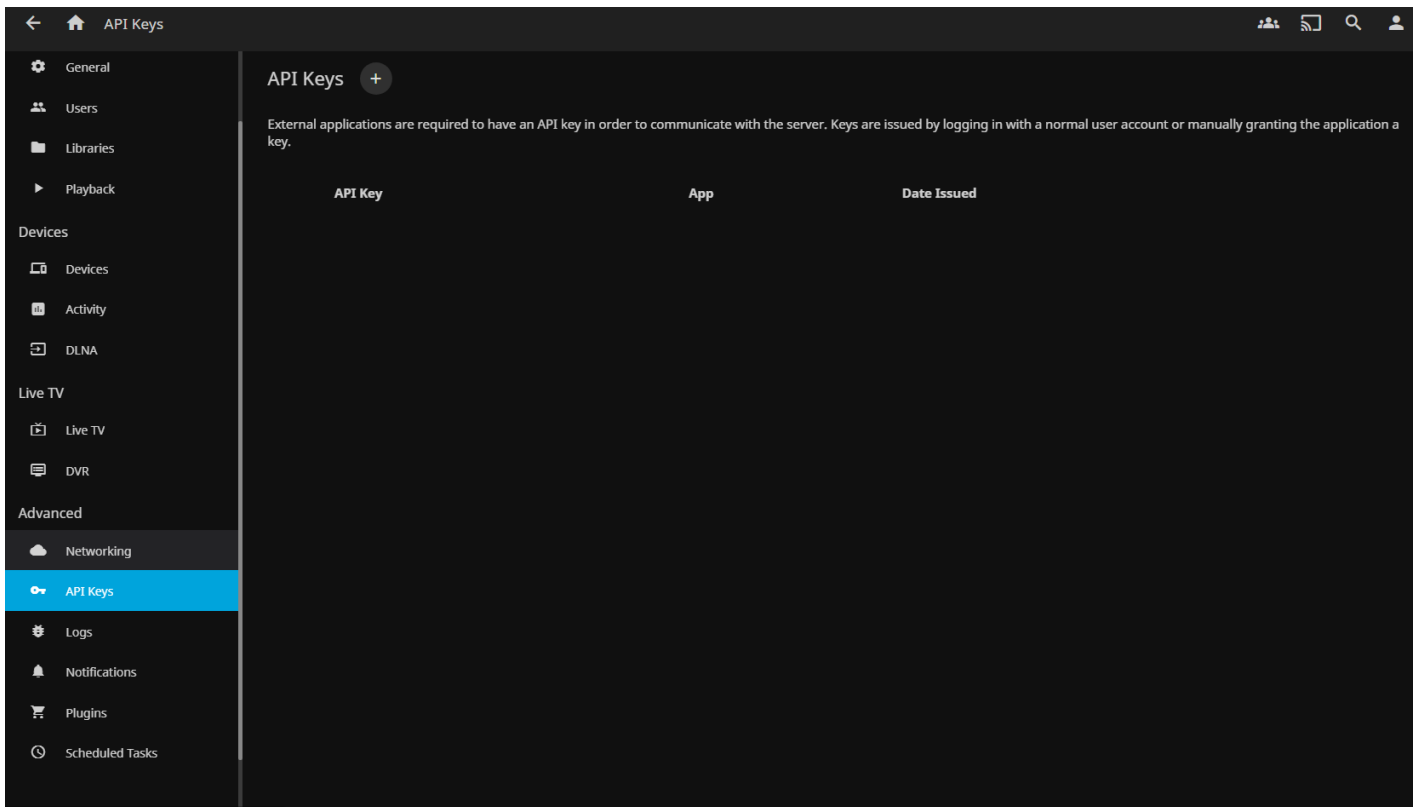 API Keys
General
Users
Libraries
Playback
Devices
Devices
Activity
DLNA
Live TV
Live TV
DVR
Advanced
Networking
API Keys
Logs
Notifications
Plugins
Scheduled Tasks
API Keys +
External applications are required to have an API key in order to communicate with the server. Keys are issued by logging in with a normal user account or manually granting the application a
key.
API Key App Date Issued